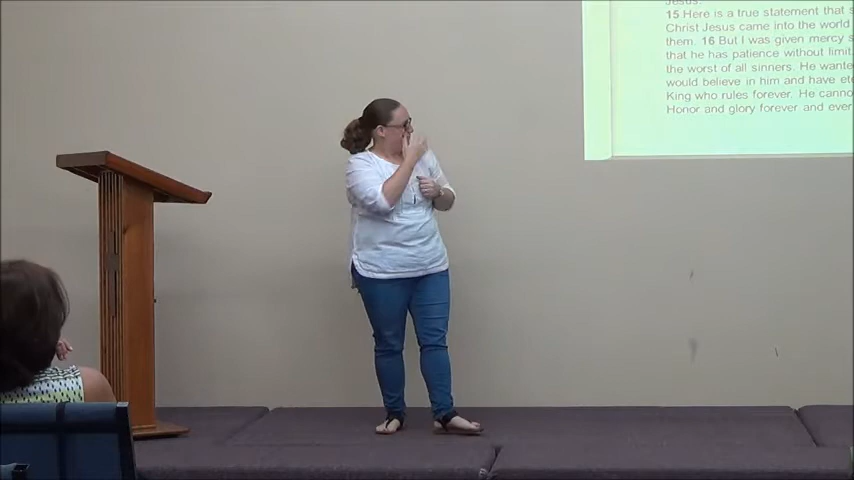 Jesus.
15 Here is a true statement that s
Christ Jesus came into the world
them. 16 But I was given mercy s
that he has patience without limit.
the worst of all sinners. He wante
would believe in him and have ete
King who rules forever. He canno
Honor and glory forever and ever